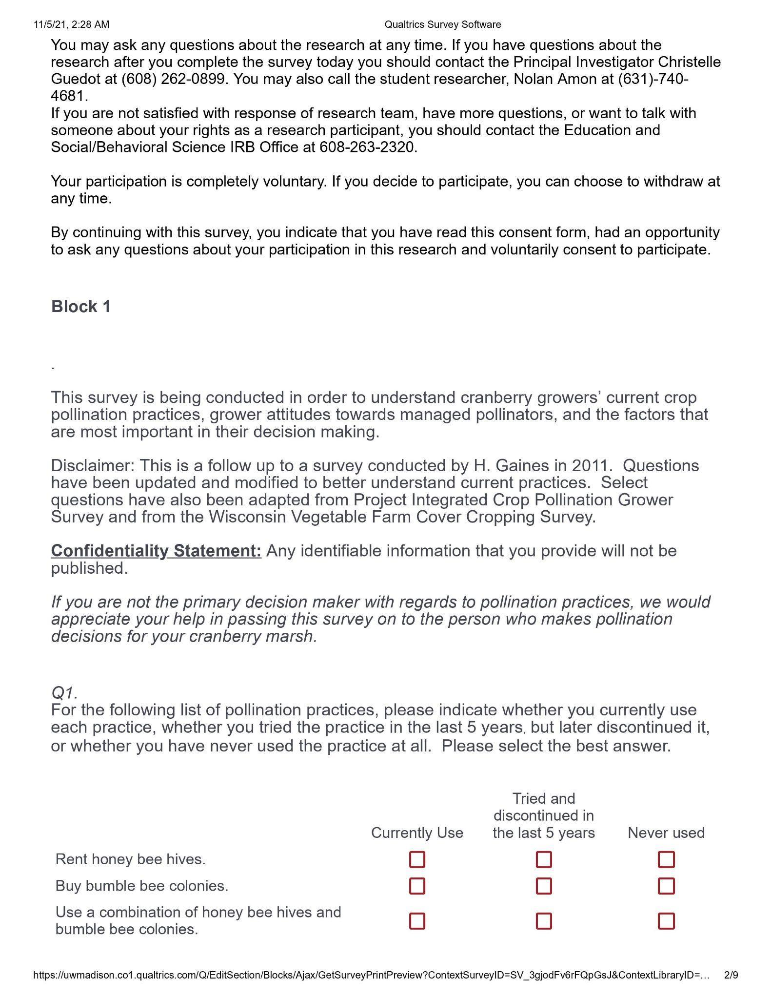 11/5/21, 2:28 AM
Qualtrics Survey Software
You may ask any questions about the research at any time. If you have questions about the
research after you complete the survey today you should contact the Principal Investigator Christelle
Guedot at (608) 262-0899. You may also call the student researcher, Nolan Amon at (631)-740-
4681.
If you are not satisfied with response of research team, have more questions, or want to talk with
someone about your rights as a research participant, you should contact the Education and
Social/Behavioral Science IRB Office at 608-263-2320.
Your participation is completely voluntary. If you decide to participate, you can choose to withdraw at
any time.
By continuing with this survey, you indicate that you have read this consent form, had an opportunity
to ask any questions about your participation in this research and voluntarily consent to participate.
Block 1
.
This survey is being conducted in order to understand cranberry growers’ current crop
pollination practices, grower attitudes towards managed pollinators, and the factors that
are most important in their decision making.
Disclaimer: This is a follow up to a survey conducted by H. Gaines in 2011.  Questions
have been updated and modified to better understand current practices.  Select
questions have also been adapted from Project Integrated Crop Pollination Grower
Survey and from the Wisconsin Vegetable Farm Cover Cropping Survey.
Confidentiality Statement: Any identifiable information that you provide will not be
published.
If you are not the primary decision maker with regards to pollination practices, we would
appreciate your help in passing this survey on to the person who makes pollination
decisions for your cranberry marsh.
Q1.
For the following list of pollination practices, please indicate whether you currently use
each practice, whether you tried the practice in the last 5 years, but later discontinued it,
or whether you have never used the practice at all.  Please select the best answer.
Tried and
discontinued in
Currently Use the last 5 years Never used
Rent honey bee hives.
Buy bumble bee colonies.
Use a combination of honey bee hives and
bumble bee colonies.
https://uwmadison.co1.qualtrics.com/Q/EditSection/Blocks/Ajax/GetSurveyPrintPreview?ContextSurveyID=SV_3gjodFv6rFQpGsJ&ContextLibraryID=… 2/9